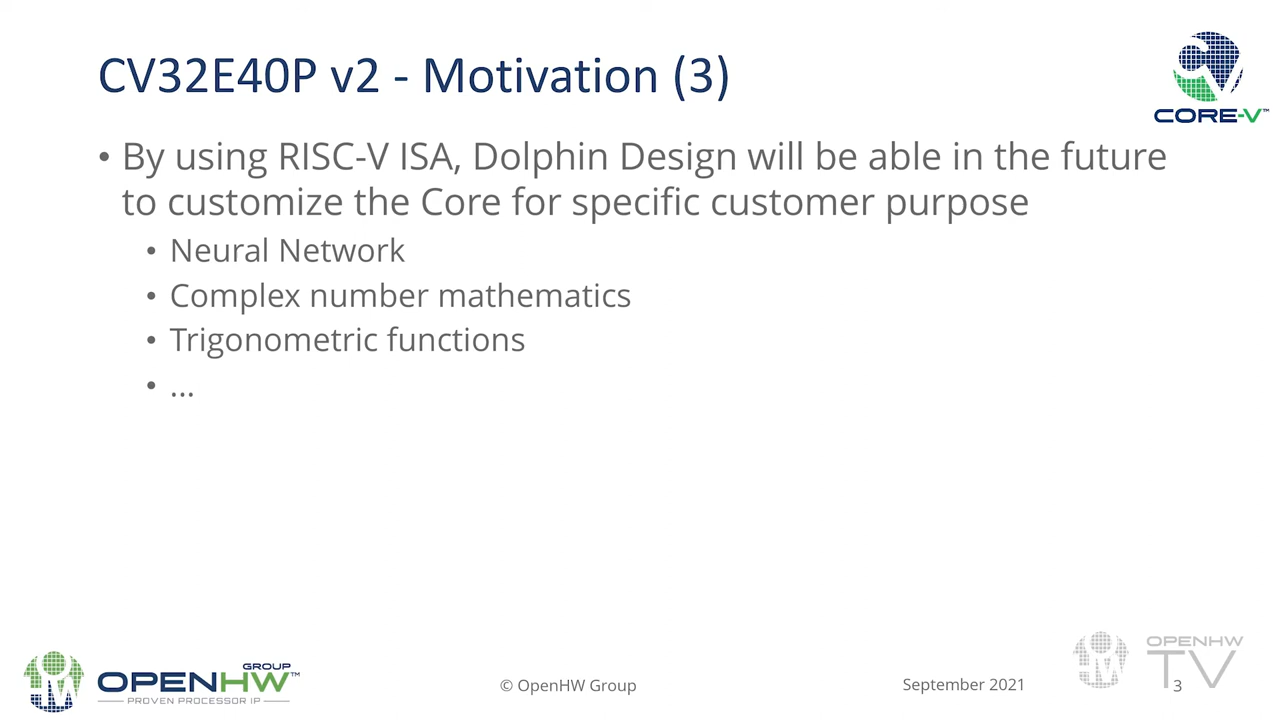 CV32E40P v2 - Motivation (3)
CORE-V™
• By using RISC-V ISA, Dolphin Design will be able in the future
to customize the Core for specific customer purpose
• Neural Network
• Complex number mathematics
• Trigonometric functions
• ...
OPENHW GROUP™
PROVEN PROCESSOR IP
© OpenHW Group
September 2021
OPENHW
TV
3